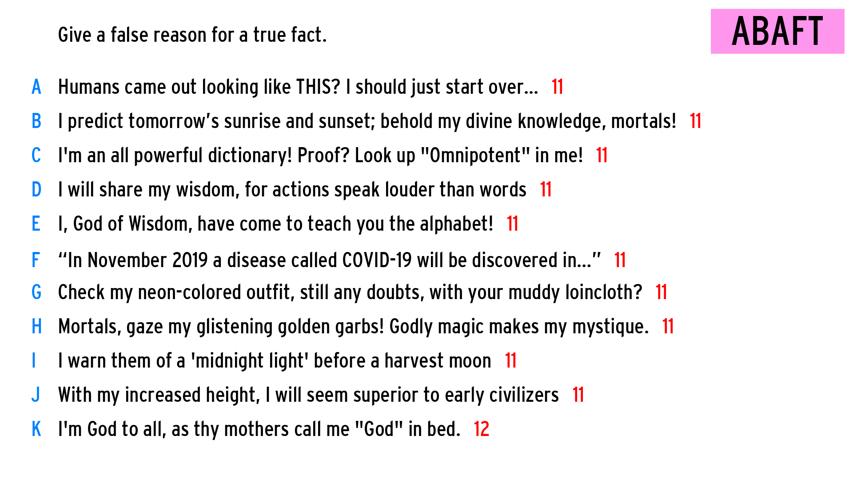 Give a false reason for a true fact.
ABAFT
A Humans came out looking like THIS? I should just start over... 11
B I predict tomorrow's sunrise and sunset; behold my divine knowledge, mortals! 11
C I'm an all powerful dictionary! Proof? Look up "Omnipotent" in me! 11
D I will share my wisdom, for actions speak louder than words 11
E I, God of Wisdom, have come to teach you the alphabet! 11
F “In November 2019 a disease called COVID-19 will be discovered in...” 11
G Check my neon-colored outfit, still any doubts, with your muddy loincloth? 11
H Mortals, gaze my glistening golden garbs! Godly magic makes my mystique. 11
I I warn them of a 'midnight light' before a harvest moon 11
J With my increased height, I will seem superior to early civilizers 11
K I'm God to all, as thy mothers call me "God" in bed. 12